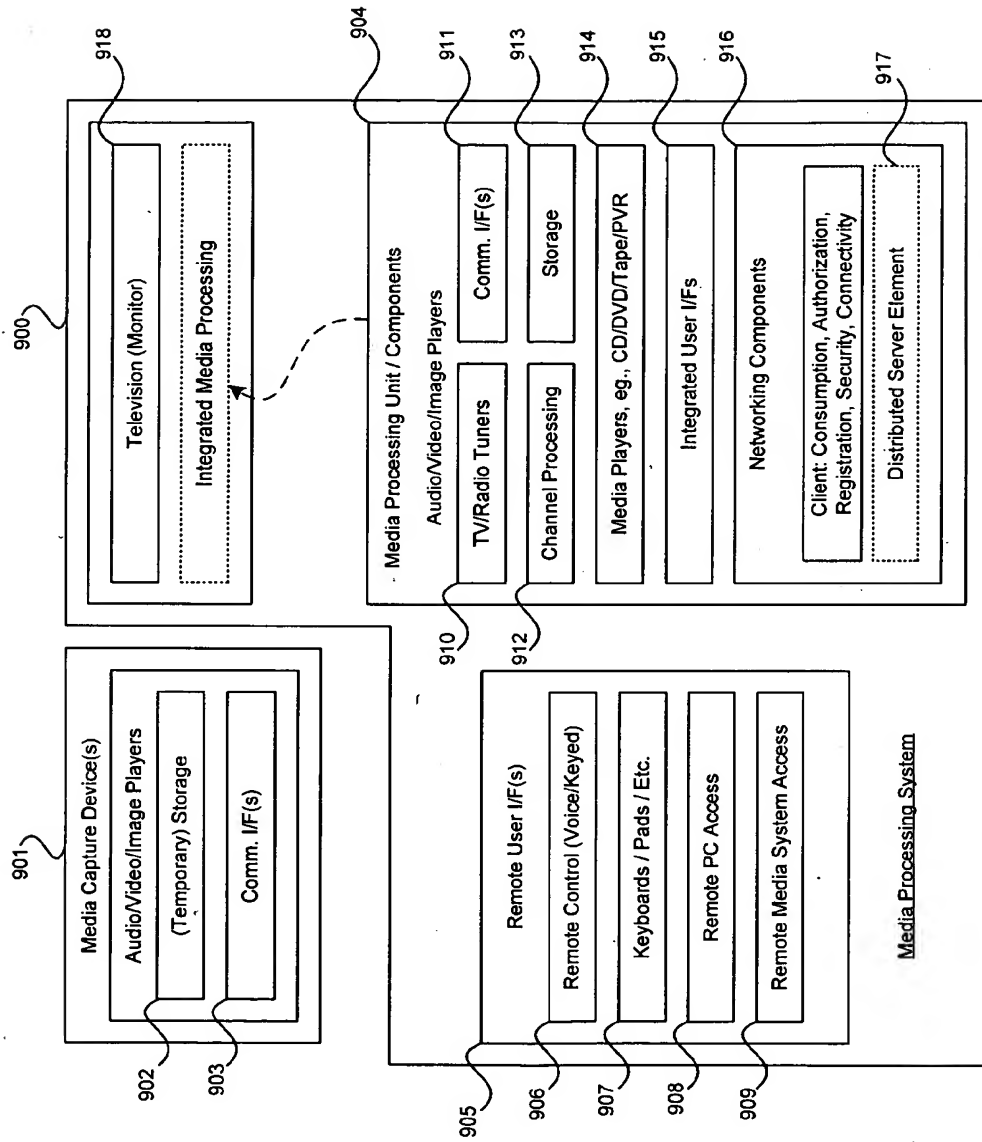 901
Media Capture Device(s)
Audio/Video/Image Players
(Temporary) Storage
Comm. I/F(s)
902
903
900
918
Television (Monitor)
Integrated Media Processing
904
Media Processing Unit / Components
Audio/Video/Image Players
910
TV/Radio Tuners
Comm. I/F(s)
911
912
Channel Processing
Storage
913
Media Players, eg., CD/DVD/Tape/PVR
914
Integrated User I/Fs
915
Networking Components
916
Client: Consumption, Authorization,
Registration, Security, Connectivity
Distributed Server Element
917
905
Remote User I/F(s)
906
Remote Control (Voice/Keyed)
907
Keyboards / Pads / Etc.
908
Remote PC Access
909
Remote Media System Access
Media Processing System